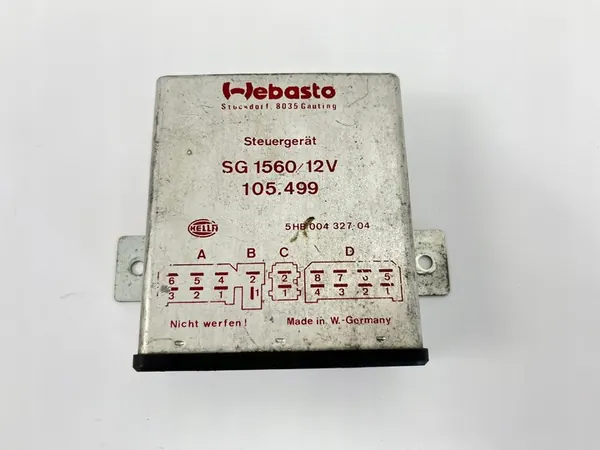 Webasto
Stockdorf, 8035 Gauting
Steuergerät
SG 1560/12V
105.499
HELLA
5HB 004 327-04
A B C D
6 5 4 2 2 8 7 6 5
3 2 1 1 1 4 3 2 1
Nicht werfen! Made in W.-Germany